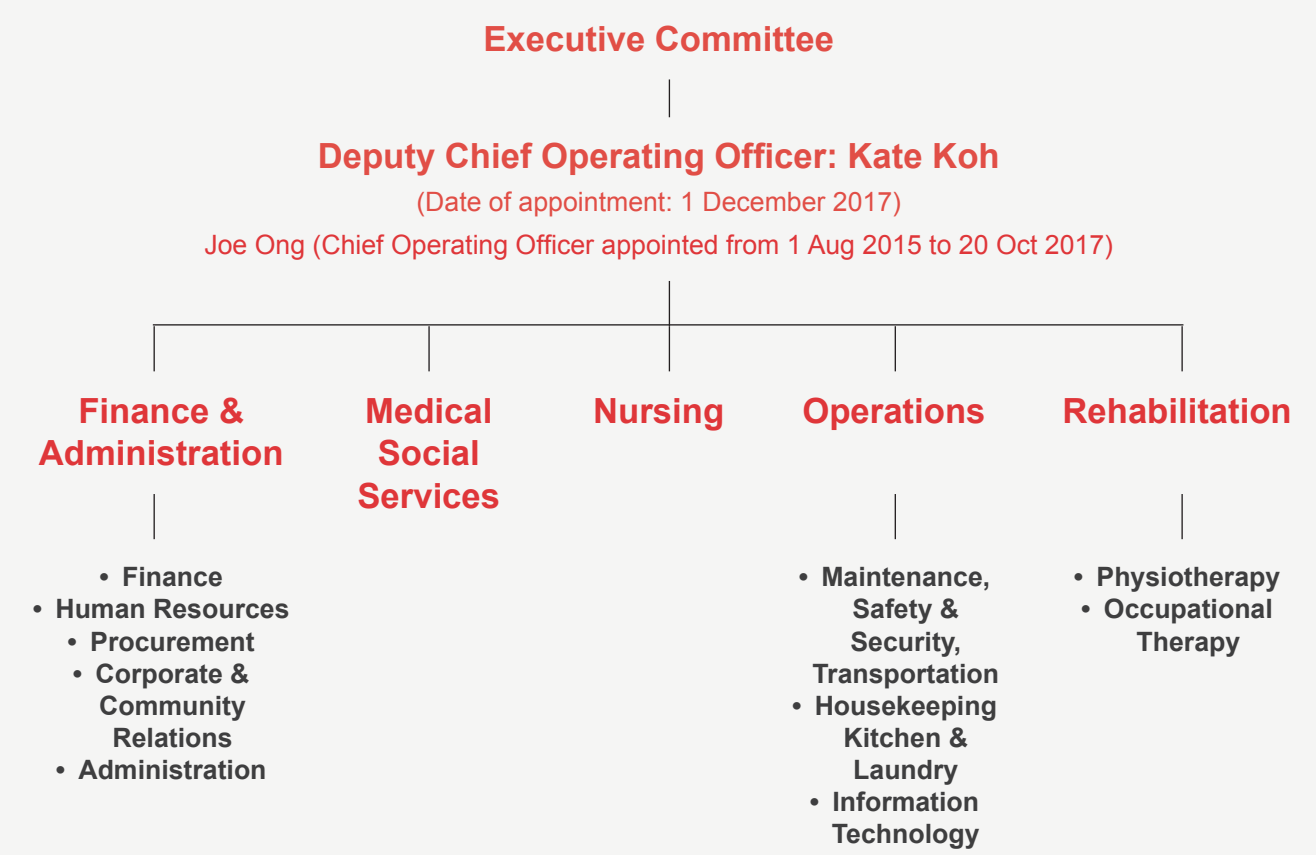 Executive Committee
Deputy Chief Operating Officer: Kate Koh
(Date of appointment: 1 December 2017)
Joe Ong (Chief Operating Officer appointed from 1 Aug 2015 to 20 Oct 2017)
Finance &
Administration
Medical
Social
Services
Nursing
Operations
Rehabilitation
• Finance
• Human Resources
• Procurement
• Corporate &
Community
Relations
• Administration
• Maintenance,
Safety &
Security,
Transportation
• Housekeeping
Kitchen &
Laundry
• Information
Technology
• Physiotherapy
• Occupational
Therapy